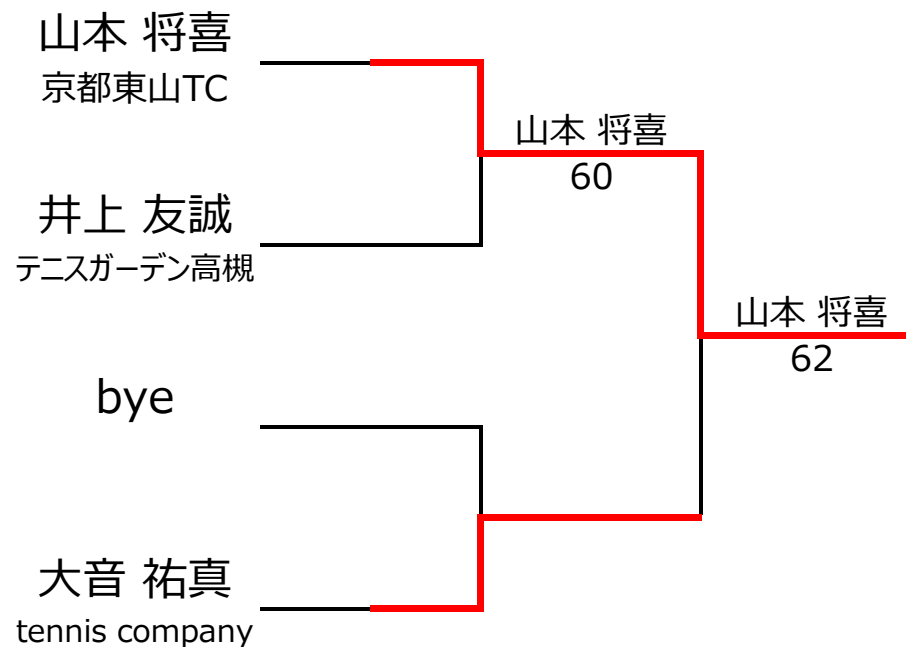 山本 将喜
京都東山TC
山本 将喜
60
井上 友誠
テニスガーデン高槻
山本 将喜
62
bye
大音 祐真
tennis company